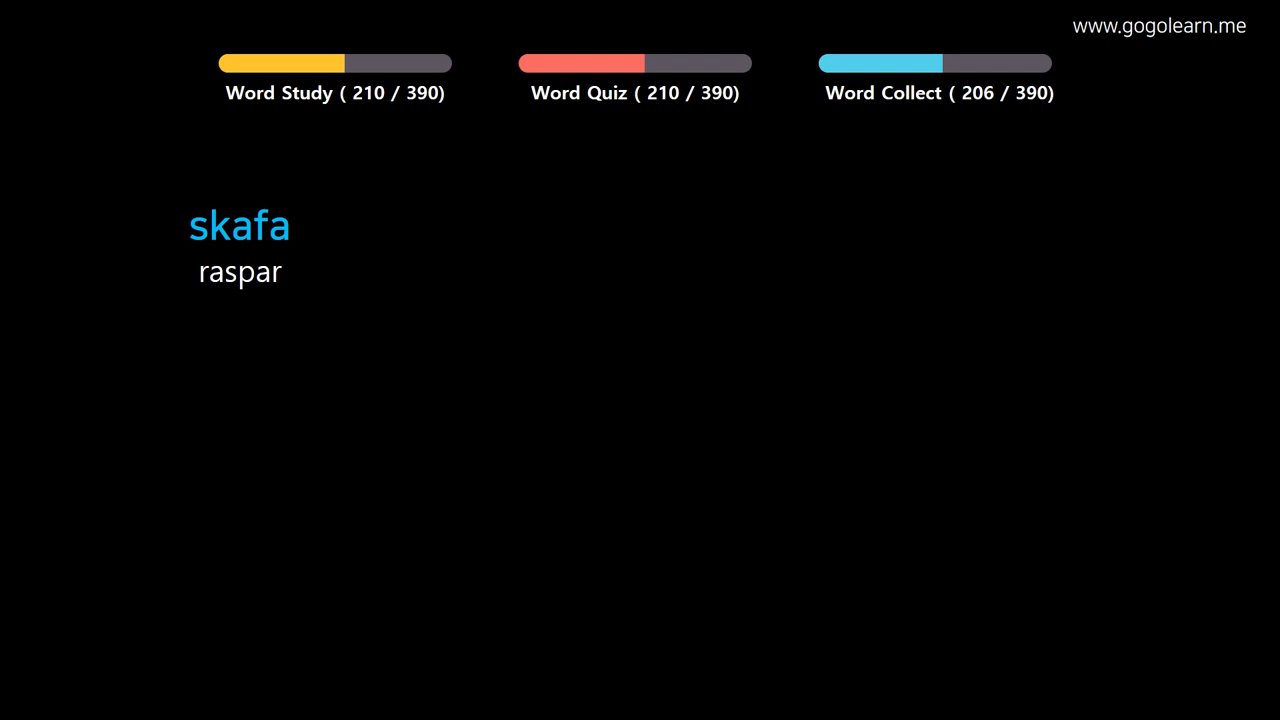 www.gogolearn.me
Word Study ( 210 / 390)
Word Quiz ( 210 / 390)
Word Collect ( 206 / 390)
skafa
raspar